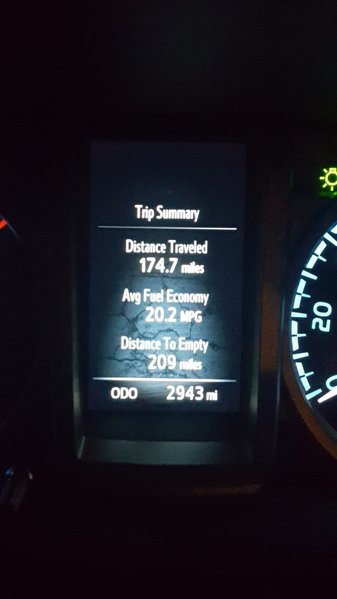 Trip Summary
Distance Traveled
174.7 miles
Avg Fuel Economy
20.2 MPG
Distance To Empty
209 miles
ODO 2943 mi
20